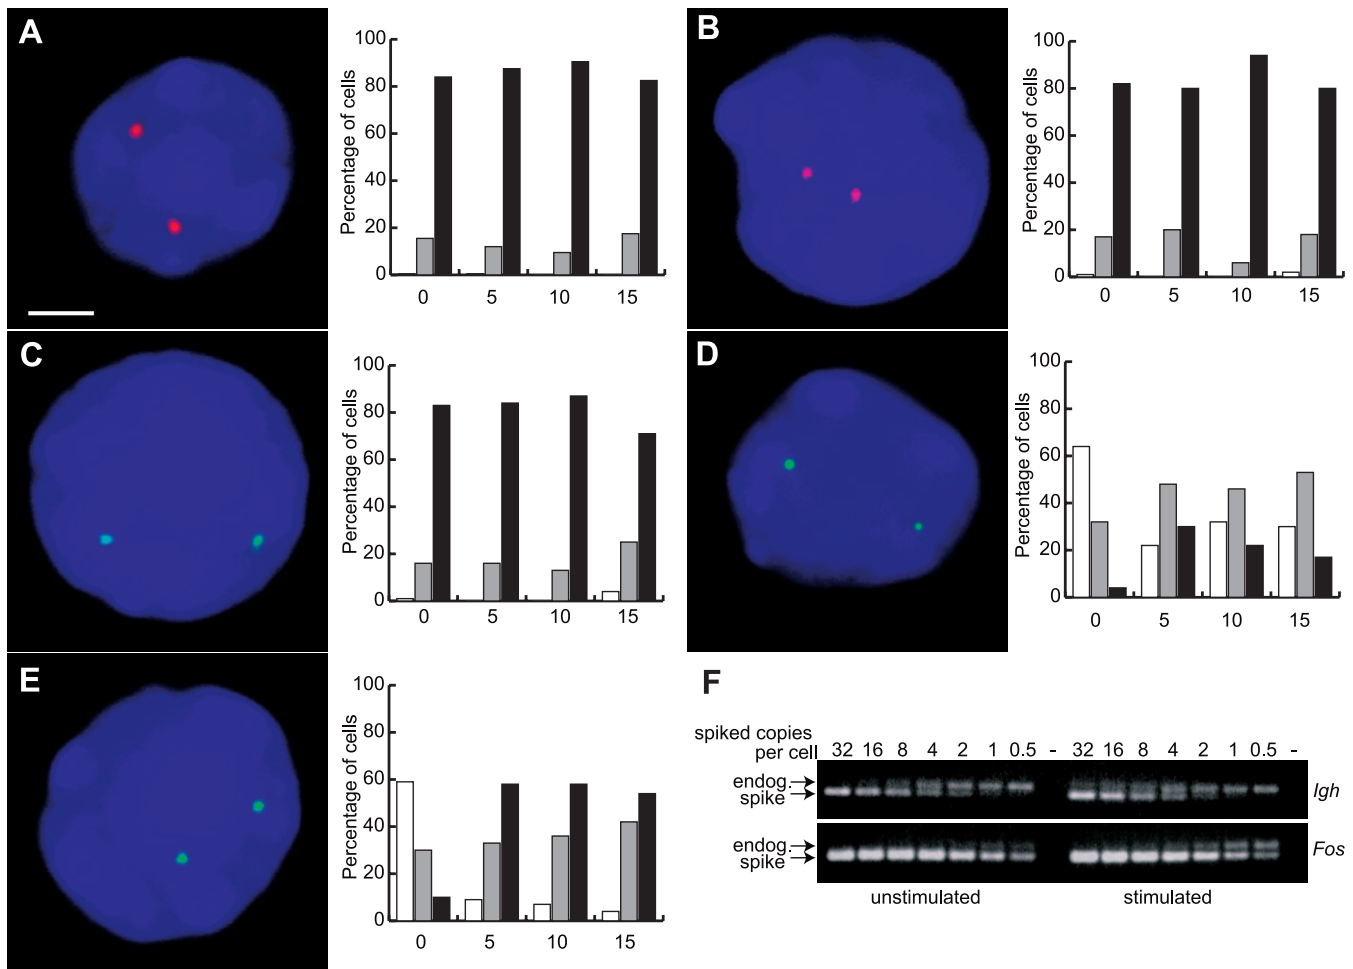 A
Percentage of cells
100
80
60
40
20
0
0 5 10 15
B
Percentage of cells
100
80
60
40
20
0
0 5 10 15
C
Percentage of cells
100
80
60
40
20
0
0 5 10 15
D
Percentage of cells
100
80
60
40
20
0
0 5 10 15
E
Percentage of cells
100
80
60
40
20
0
0 5 10 15
F
spiked copies
per cell 32 16 8 4 2 1 0.5 - 32 16 8 4 2 1 0.5 -
endog.
spike
Igh
endog.
spike
Fos
unstimulated stimulated